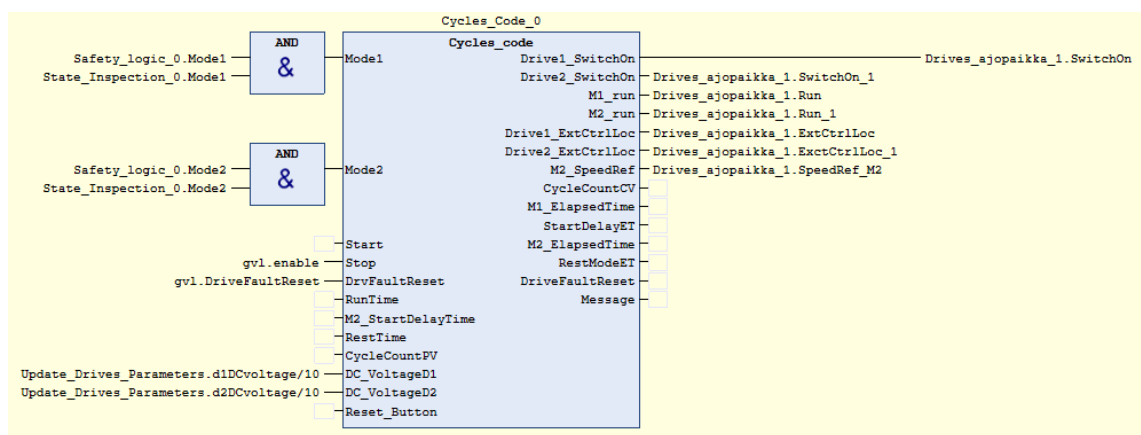 Cycles_Code_0
AND
&
Cycles_code
Safety_logic_0.Mode1
State_Inspection_0.Mode1
Mode1
Drive1_SwitchOn
Drives_ajopaikka_1.SwitchOn
Drive2_SwitchOn
Drives_ajopaikka_1.SwitchOn_1
M1_run
Drives_ajopaikka_1.Run
M2_run
Drives_ajopaikka_1.Run_1
Drive1_ExtCtrlLoc
Drives_ajopaikka_1.ExtCtrlLoc
AND
&
Drive2_ExtCtrlLoc
Drives_ajopaikka_1.ExctCtrlLoc_1
Safety_logic_0.Mode2
State_Inspection_0.Mode2
Mode2
M2_SpeedRef
Drives_ajopaikka_1.SpeedRef_M2
CycleCountCV
M1_ElapsedTime
StartDelayET
Start
M2_ElapsedTime
gvl.enable
Stop
RestModeET
gvl.DriveFaultReset
DrvFaultReset
DriveFaultReset
RunTime
Message
M2_StartDelayTime
RestTime
CycleCountPV
Update_Drives_Parameters.d1DCvoltage/10
DC_VoltageD1
Update_Drives_Parameters.d2DCvoltage/10
DC_VoltageD2
Reset_Button